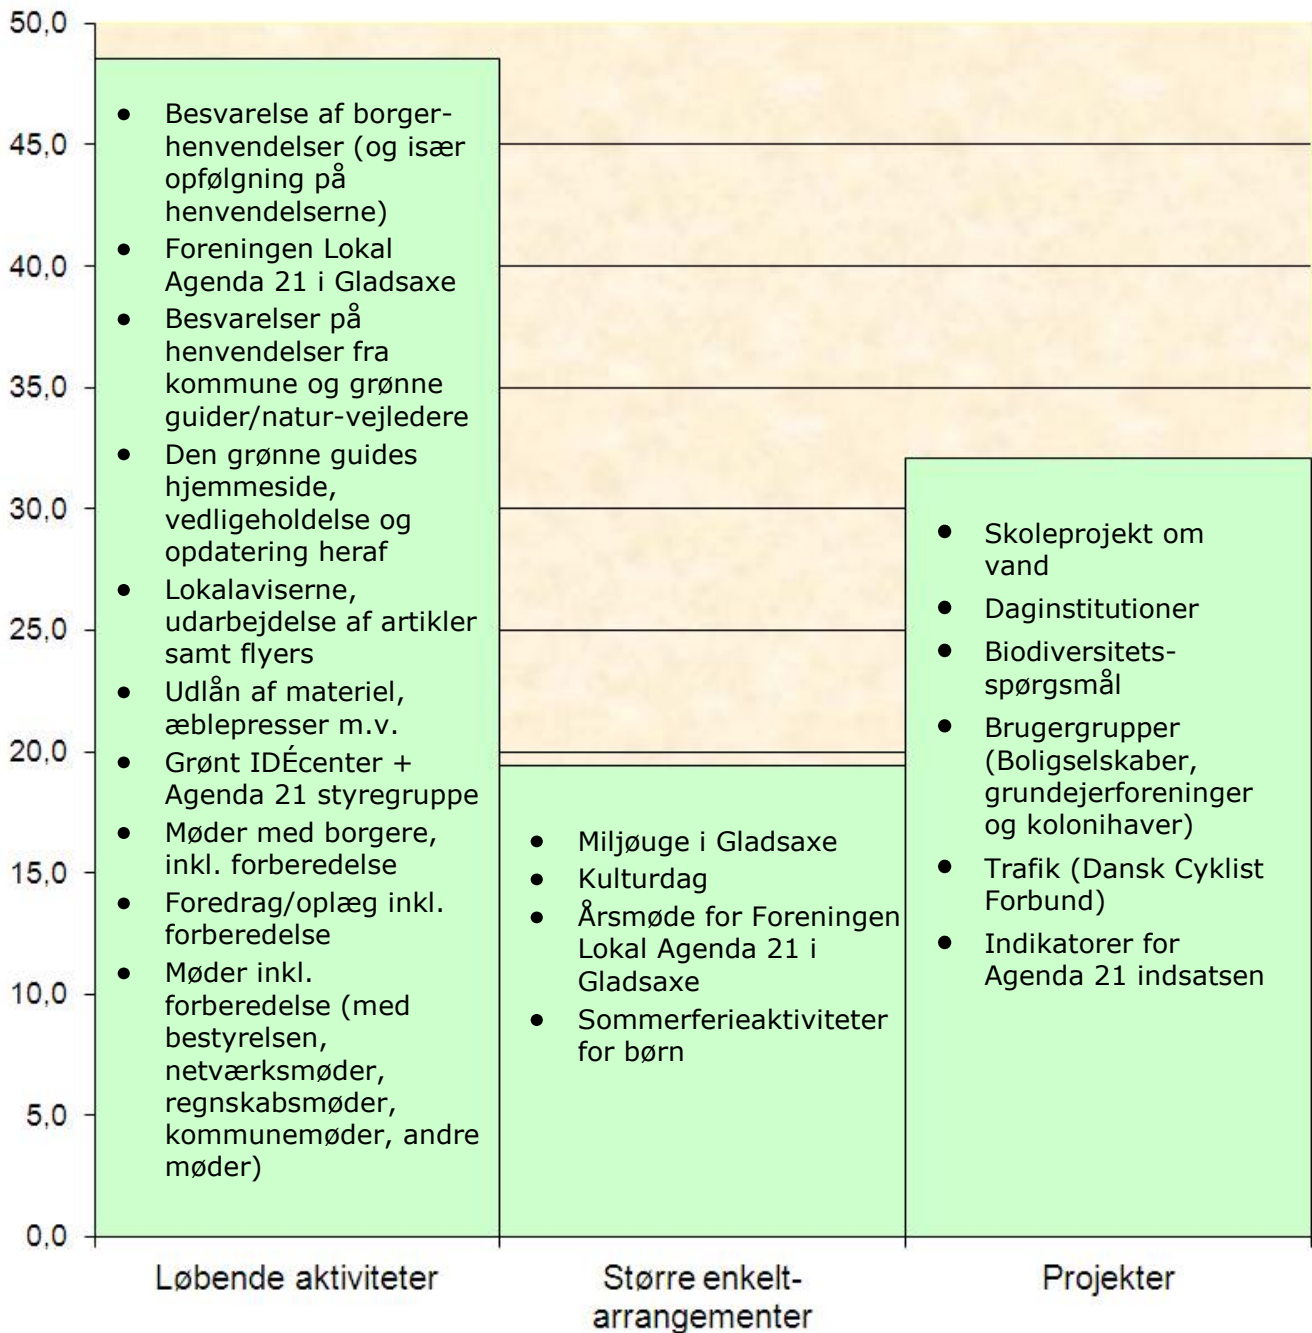 50,0
45,0
40,0
35,0
30,0
25,0
20,0
15,0
10,0
5,0
0,0
● Besvarelse af borger-
henvendelser (og især
opfølgning på
henvendelserne)
● Foreningen Lokal
Agenda 21 i Gladsaxe
● Besvarelser på
henvendelser fra
kommune og grønne
guider/natur-vejledere
● Den grønne guides
hjemmeside,
vedligeholdelse og
opdatering heraf
● Lokalaviserne,
udarbejdelse af artikler
samt flyers
● Udlån af materiel,
æblepresser m.v.
● Grønt IDÉcenter +
Agenda 21 styregruppe
● Møder med borgere,
inkl. forberedelse
● Foredrag/oplæg inkl.
forberedelse
● Møder inkl.
forberedelse (med
bestyrelsen,
netværksmøder,
regnskabsmøder,
kommunemøder, andre
møder)
● Miljøuge i Gladsaxe
● Kulturdag
● Årsmøde for Foreningen
Lokal Agenda 21 i
Gladsaxe
● Sommerferieaktiviteter
for børn
● Skoleprojekt om
vand
● Daginstitutioner
● Biodiversitets-
spørgsmål
● Brugergrupper
(Boligselskaber,
grundejerforeninger
og kolonihaver)
● Trafik (Dansk Cyklist
Forbund)
● Indikatorer for
Agenda 21 indsatsen
Løbende aktiviteter
Større enkelt-
arrangementer
Projekter